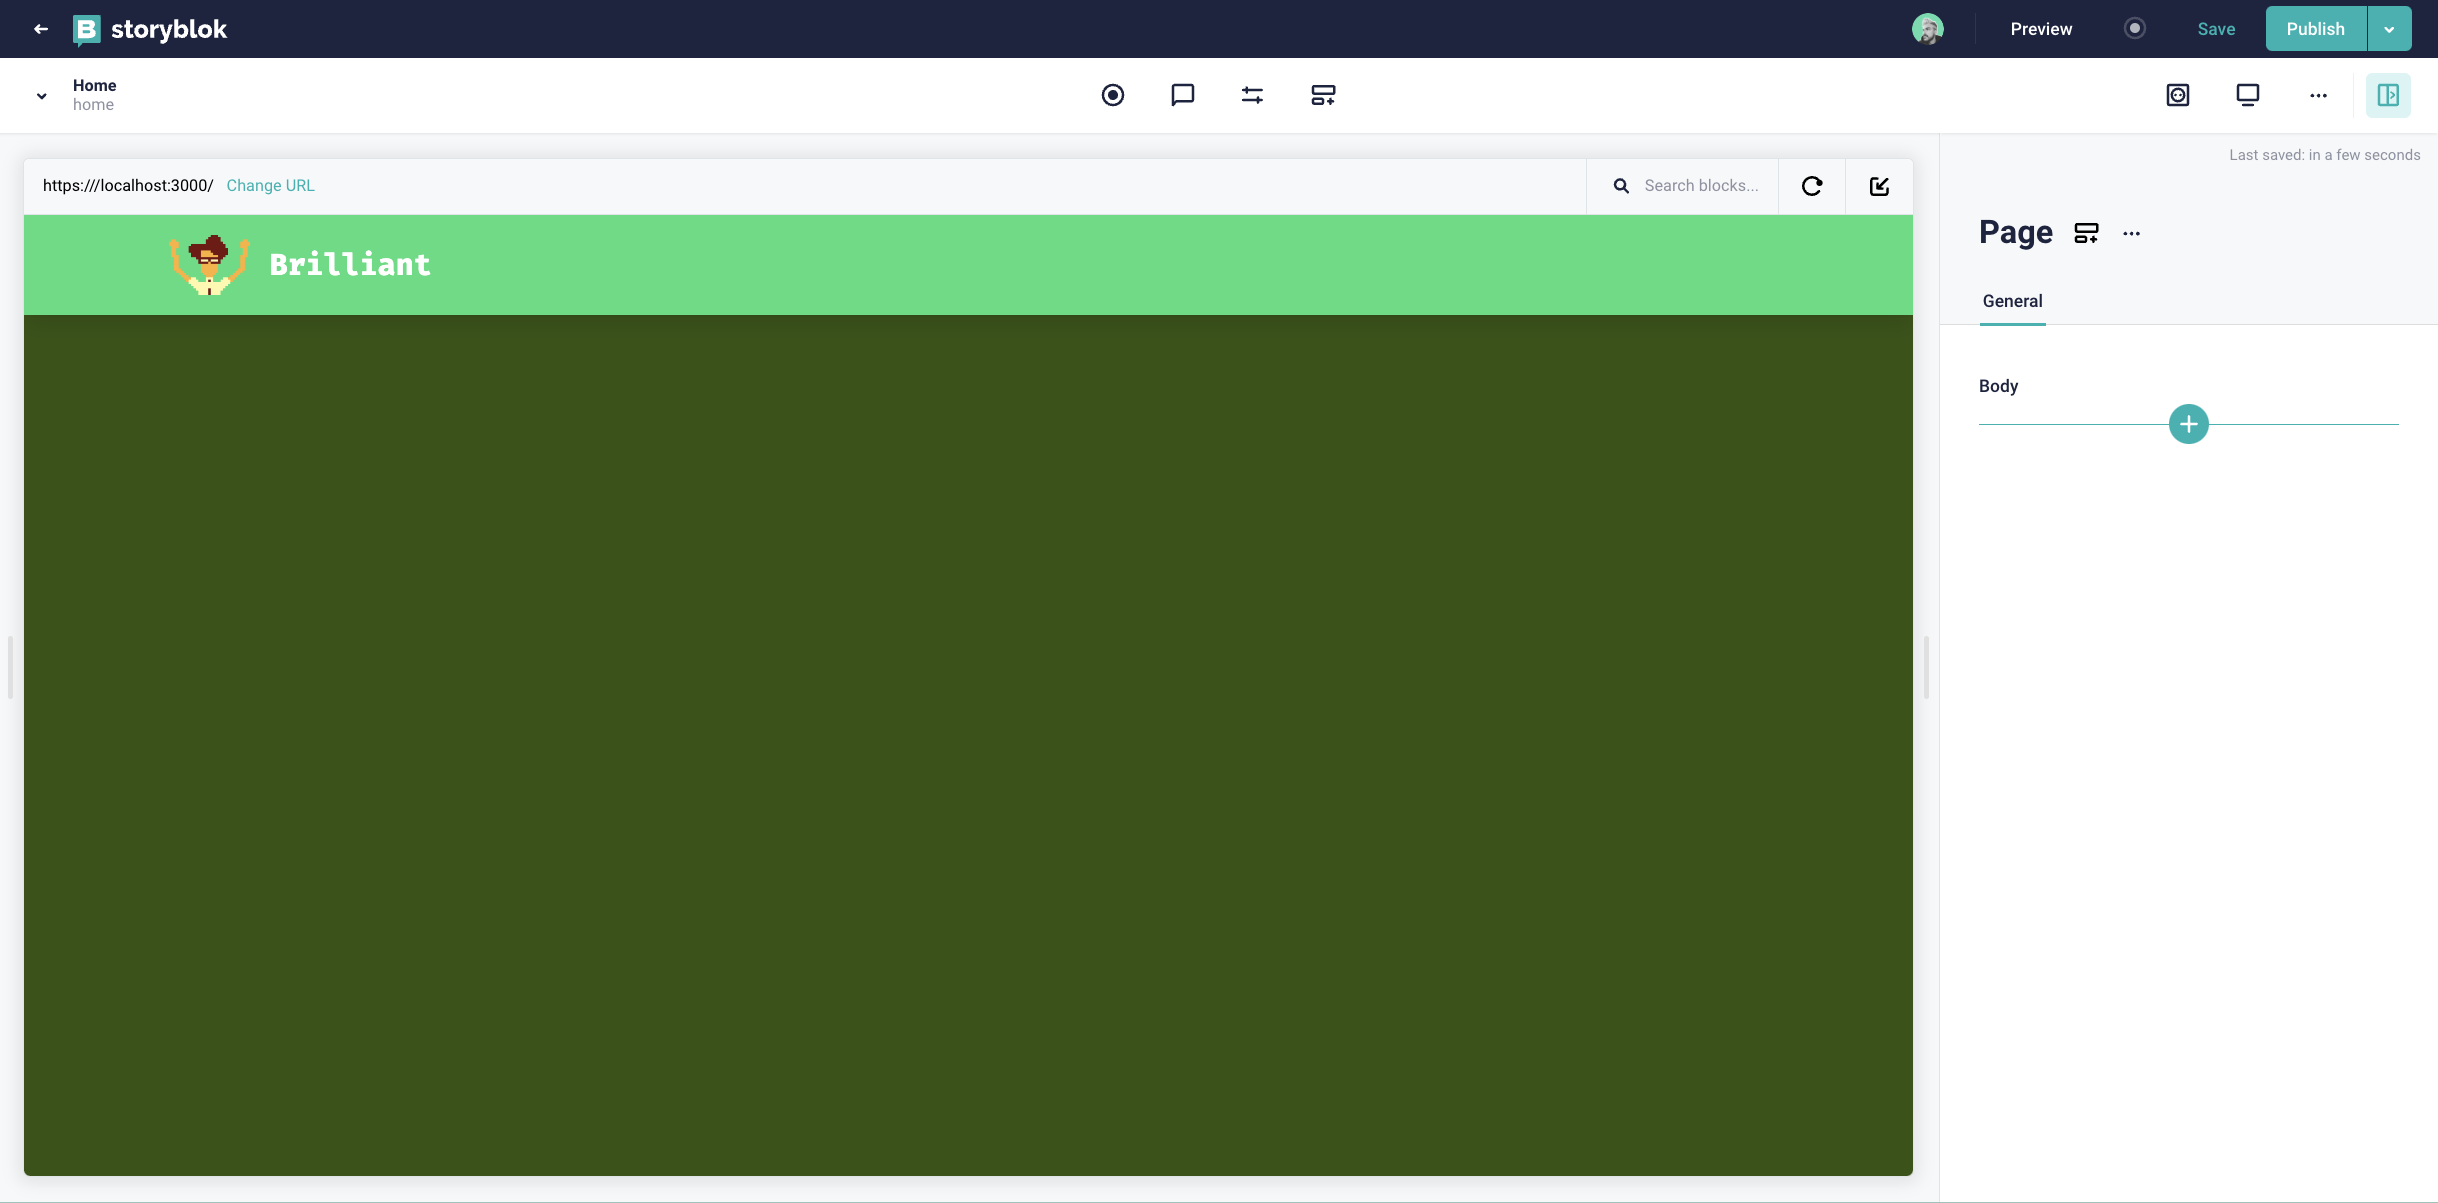 storyblok
Preview
Save
Publish
Home
home
Last saved: in a few seconds
https:///localhost:3000/ Change URL
Search blocks...
Brilliant
Page
General
Body